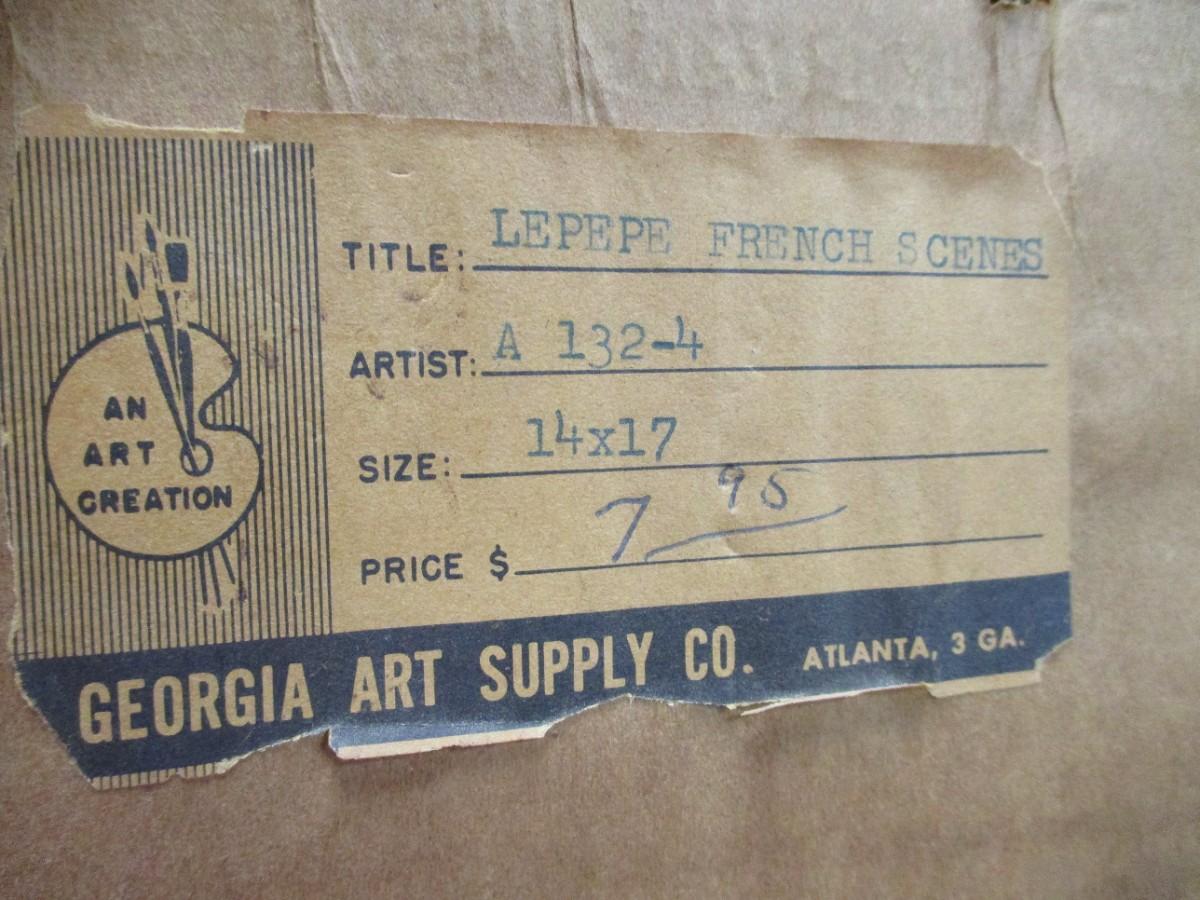 TITLE: LEPEPE FRENCH SCENES
ARTIST: A 132-4
SIZE: 14x17
PRICE $ 7 95
AN
ART
CREATION
GEORGIA ART SUPPLY CO. ATLANTA, 3 GA.